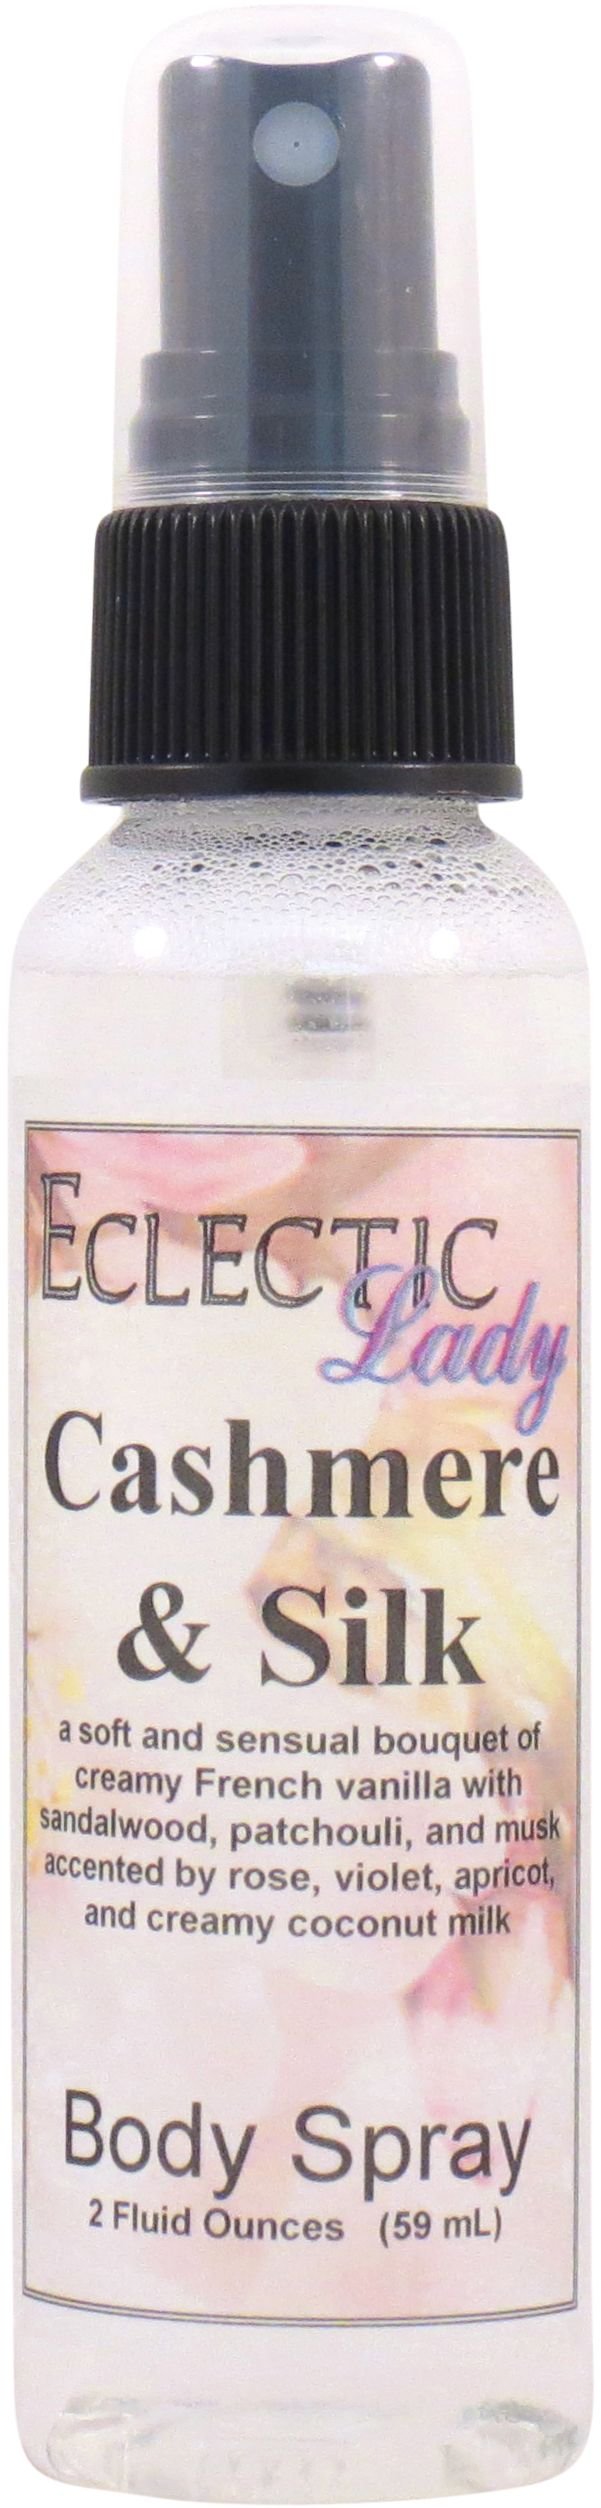 ECLECTIC
Lady
Cashmere
& Silk
a soft and sensual bouquet of
creamy French vanilla with
sandalwood, patchouli, and musk
accented by rose, violet, apricot,
and creamy coconut milk
Body Spray
2 Fluid Ounces (59 mL)